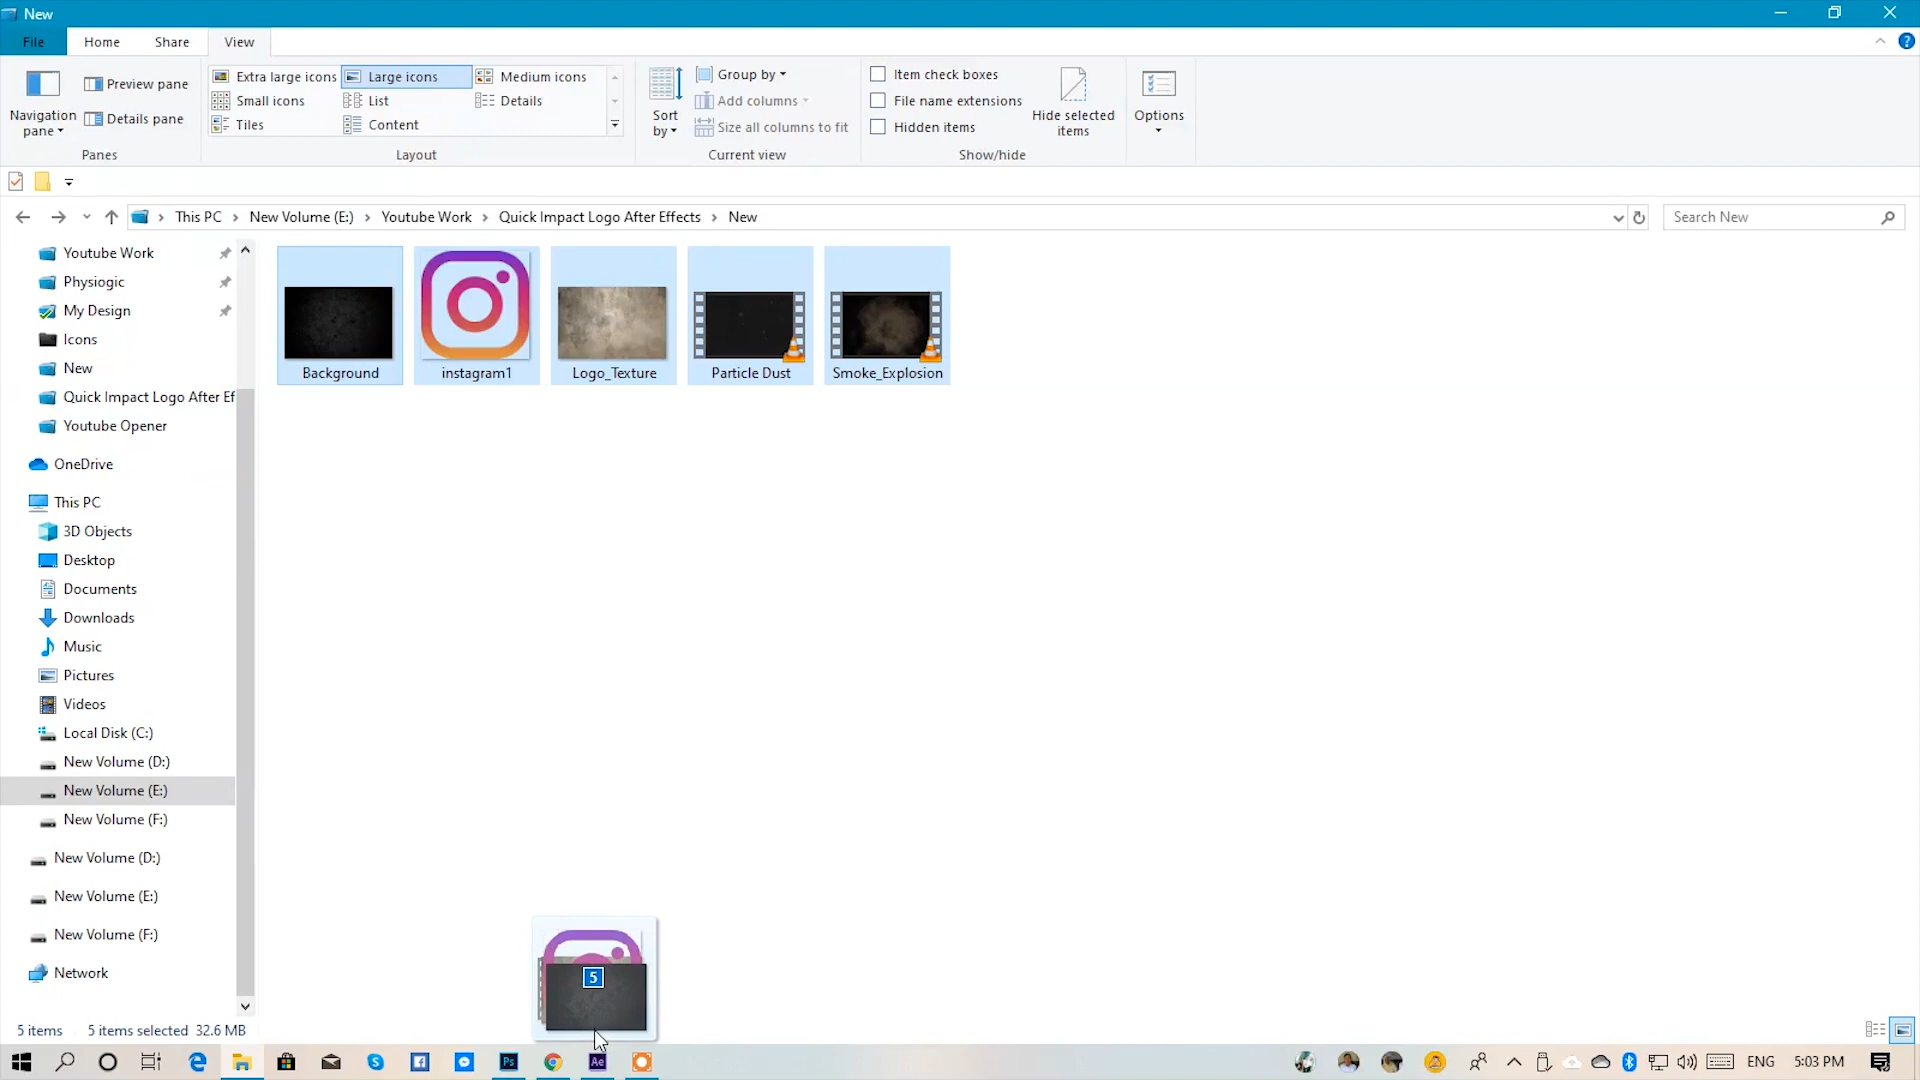 New
File Home Share View
Navigation pane
Preview pane
Details pane
Panes
Extra large icons Large icons Medium icons
Small icons List Details
Tiles Content
Layout
Sort by
Group by
Add columns
Size all columns to fit
Current view
Item check boxes
File name extensions
Hidden items
Hide selected items
Show/hide
Options
This PC New Volume (E:) Youtube Work Quick Impact Logo After Effects New
Search New
Youtube Work
Physiogic
My Design
Icons
New
Quick Impact Logo After Ef
Youtube Opener
OneDrive
This PC
3D Objects
Desktop
Documents
Downloads
Music
Pictures
Videos
Local Disk (C:)
New Volume (D:)
New Volume (E:)
New Volume (F:)
New Volume (D:)
New Volume (E:)
New Volume (F:)
Network
Background instagram1 Logo_Texture Particle Dust Smoke_Explosion
5
5 items 5 items selected 32.6 MB
Ps Ae ENG 5:03 PM